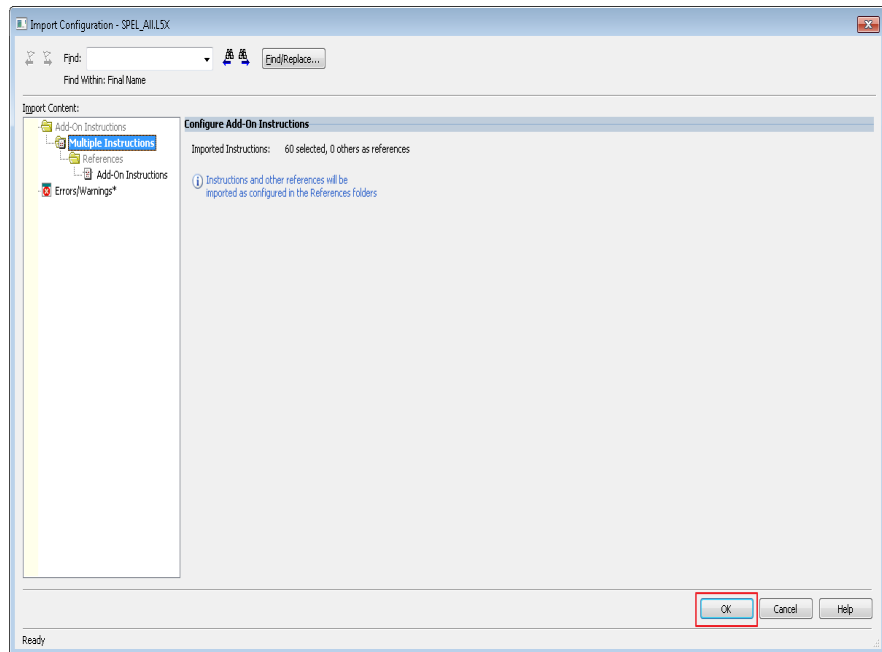 Import Configuration - SPEL_All.L5X
Find:
Find/Replace...
Find Within: Final Name
Import Content:
Add-On Instructions
Multiple Instructions
References
Add-On Instructions
Errors/Warnings*
Configure Add-On Instructions
Imported Instructions: 60 selected, 0 others as references
Instructions and other references will be
imported as configured in the References folders
OK
Cancel
Help
Ready